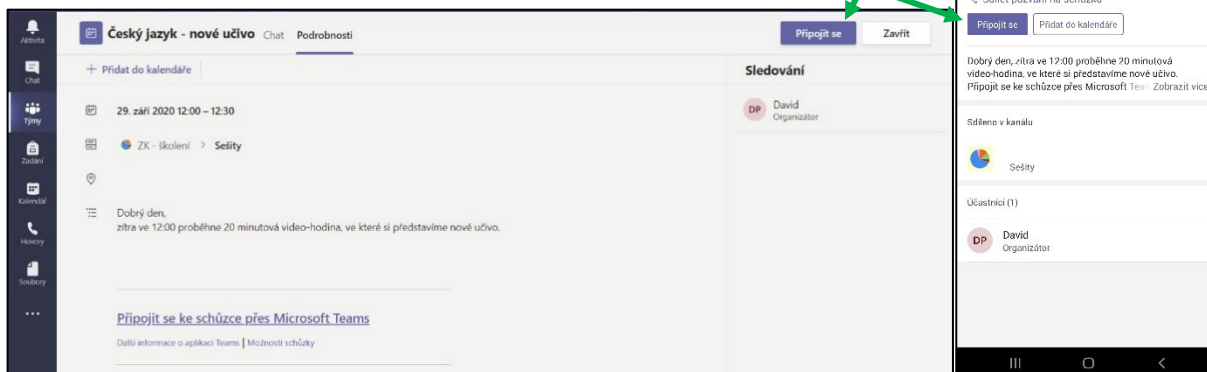 Aktivita
Chat
Týmy
Zadání
Kalendář
Hovory
Soubory
Český jazyk - nové učivo Chat Podrobnosti
Připojit se Zavřít
+ Přidat do kalendáře
29. září 2020 12:00 – 12:30
ZK - školení > Sešity
Dobrý den,
zítra ve 12:00 proběhne 20 minutová video-hodina, ve které si představíme nové učivo.
Připojit se ke schůzce přes Microsoft Teams
Další informace o aplikaci Teams | Možnosti schůzky
Sledování
DP David
Organizátor
Sdílet pozvání na schůzku
Připojit se Přidat do kalendáře
Dobrý den, zítra ve 12:00 proběhne 20 minutová
video-hodina, ve které si představíme nové učivo.
Připojit se ke schůzce přes Microsoft Zobrazit více
Sdíleno v kanálu
Sešity
Účastníci (1)
DP David
Organizátor